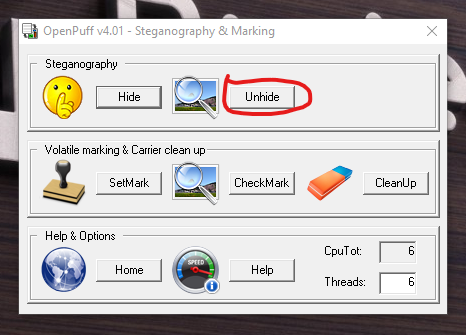 OpenPuff v4.01 - Steganography & Marking
Steganography
Hide
Unhide
Volatile marking & Carrier clean up
SetMark
CheckMark
CleanUp
Help & Options
Home
SPEED
Help
CpuTot: 6
Threads: 6